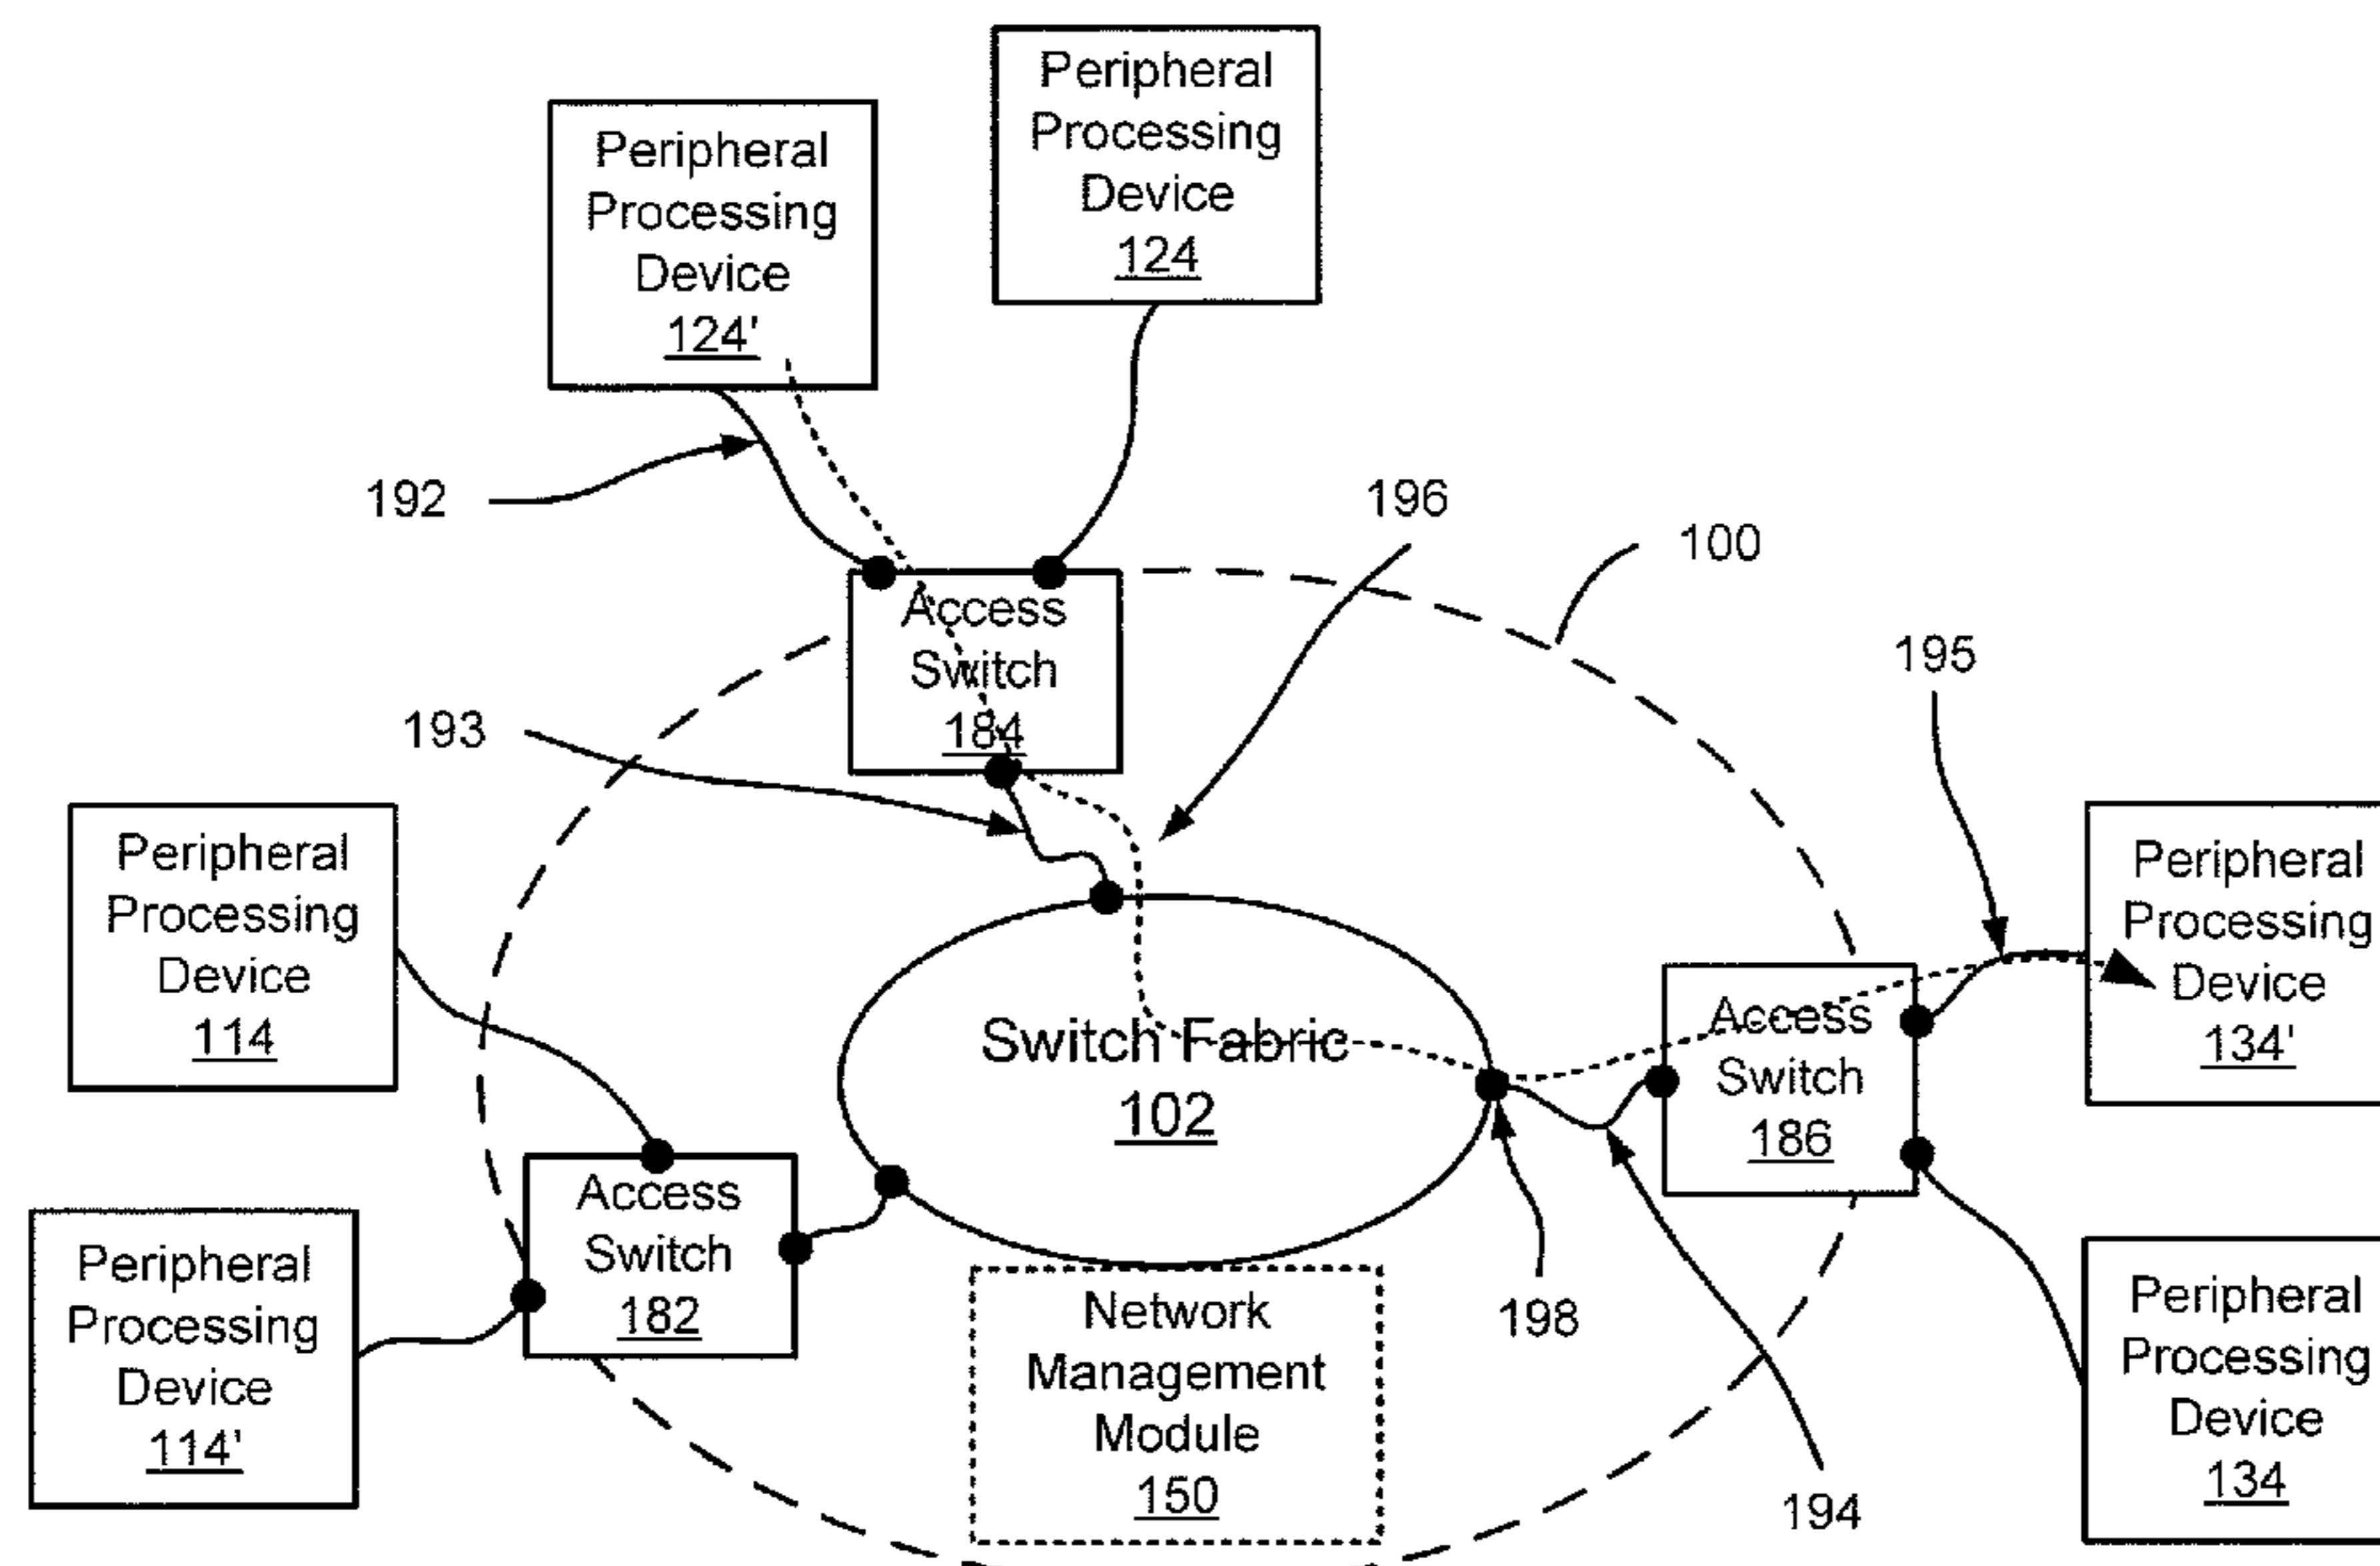 Peripheral
Processing
Device
124
Peripheral
Processing
Device
124'
192
196
100
195
Access
Switch
184
193
Peripheral
Processing
Device
114
Peripheral
Processing
Device
134'
Switch Fabric
102
Access
Switch
186
Access
Switch
182
Peripheral
Processing
Device
114'
Network
Management
Module
150
198
194
Peripheral
Processing
Device
134